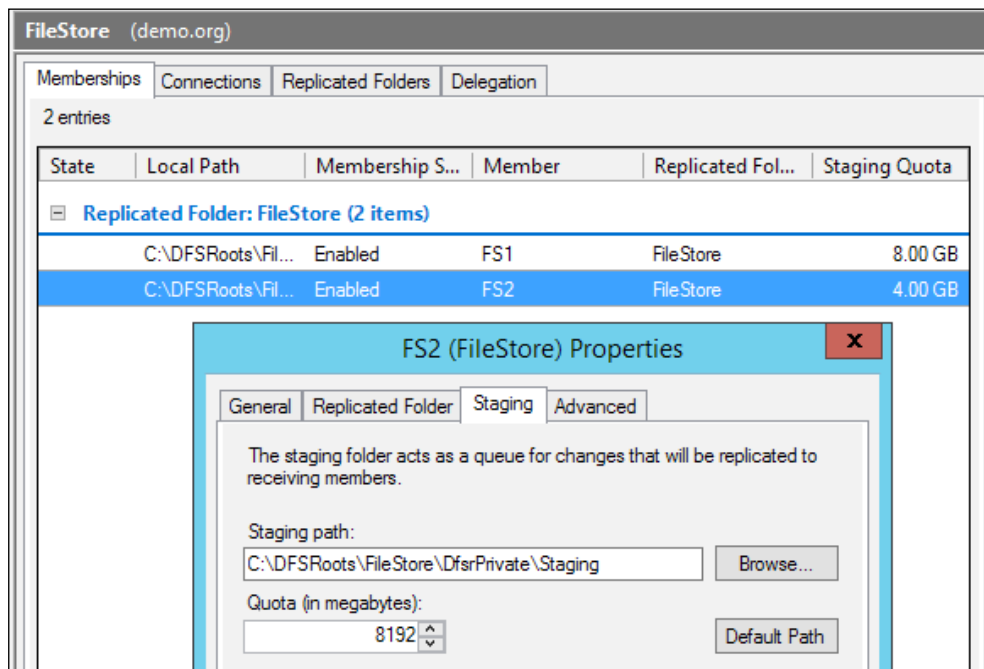 FileStore (demo.org)
Memberships Connections Replicated Folders Delegation
2 entries
State Local Path Membership S... Member Replicated Fol... Staging Quota
Replicated Folder: FileStore (2 items)
C:\DFSRoots\Fil... Enabled FS1 FileStore 8.00 GB
C:\DFSRoots\Fil... Enabled FS2 FileStore 4.00 GB
FS2 (FileStore) Properties x
General Replicated Folder Staging Advanced
The staging folder acts as a queue for changes that will be replicated to
receiving members.
Staging path:
C:\DFSRoots\FileStore\DfsrPrivate\Staging Browse...
Quota (in megabytes):
8192 Default Path